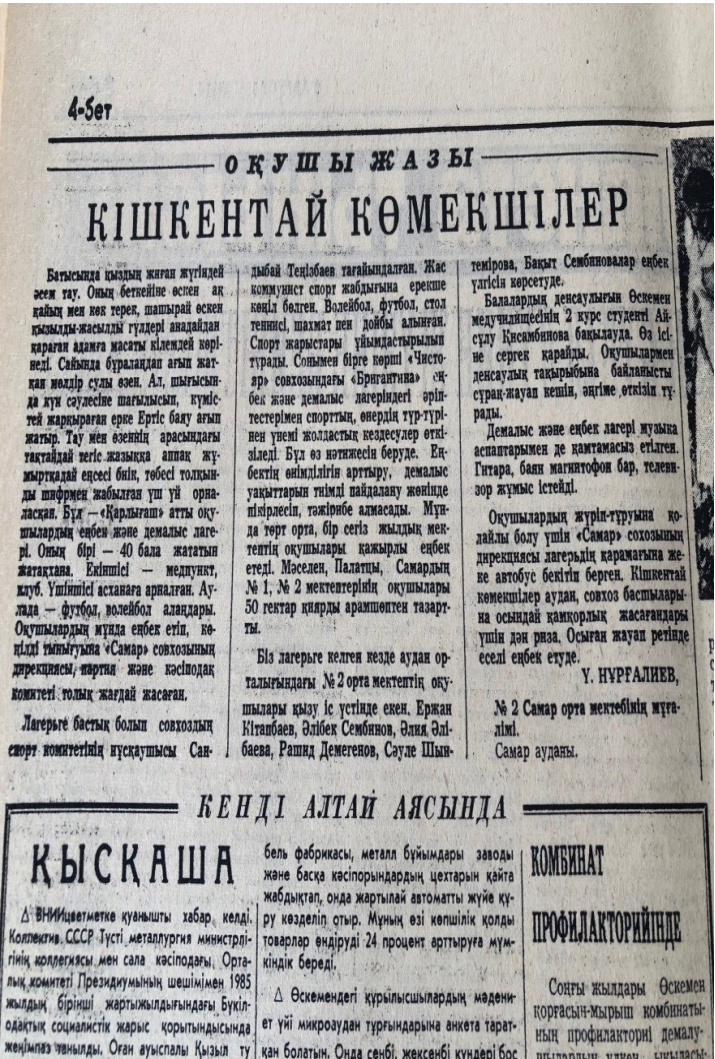 4-бет
ОҚУШЫ ЖАЗЫ
КІШКЕНТАЙ КӨМЕКШІЛЕР
Батысында қыздың жиған жүгіндей
әсем тау. Оның беткейіне өскен ақ
қайың мен көк терек, шашырай өскен
қызылды-жасылды гүлдері анадайдан
қараған адамға масаты кілемдей көрі-
неді. Сайында бұралаңдап ағып жат-
қан мөлдір сулы өзен. Ал, шығысын-
да күн сәулесіне шағылысып, күміс-
тей жарқыраған ерке Ертіс баяу ағып
жатыр. Тау мен өзеннің арасындағы
тақтайдай тегіс жазыққа аппақ жұ-
мыртқадай еңсесі биік, төбесі толқын-
ды шифрмен жабылған үш үй орна-
ласқан. Бұл — «Қарлығаш» атты оқу-
шылардың еңбек және демалыс лаге-
рі. Оның бірі — 40 бала жататын
жатақхана. Екіншісі — медпункт,
клуб. Үшіншісі асханаға арналған. Ау-
лада — футбол, волейбол алаңдары.
Оқушылардың мұнда еңбек етіп, кө-
ңілді тынығуына «Самар» совхозының
дирекциясы, партия және кәсіподақ
комитеті толық жағдай жасаған.
Лагерьге бастық болып совхоздың
спорт комитетінің нұсқаушысы Сан-
дыбай Теңізбаев тағайындалған. Жас
коммунист спорт жабдығына ерекше
көңіл бөлген. Волейбол, футбол, стол
теннисі, шахмат пен дойбы алынған.
Спорт жарыстары ұйымдастырылып
тұрады. Сонымен бірге көрші «Чисто-
яр» совхозындағы «Бригантина» ең-
бек және демалыс лагеріндегі әріп-
тестерімен спорттың, өнердің түр-түрі-
нен үнемі жолдастық кездесулер өткі-
зіледі. Бұл өз нәтижесін беруде. Ең-
бектің өнімділігін арттыру, демалыс
уақыттарын тиімді пайдалану жөнінде
пікірлесіп, тәжірибе алмасады. Мұн-
да төрт орта, бір сегіз жылдық мек-
тептің оқушылары қажырлы еңбек
етеді. Мәселен, Палатцы, Самардың
№ 1, № 2 мектептерінің оқушылары
50 гектар қиярды арамшөптен тазарт-
ты.
Біз лагерьге келген кезде аудан ор-
талығындағы № 2 орта мектептің оқу-
шылары қызу іс үстінде екен. Ержан
Кітапбаев, Әлібек Сембинов, Әлия Әлі-
баева, Рашид Демегенов, Сәуле Шын-
темірова, Бақыт Сембиновалар еңбек
үлгісін көрсетуде.
Балалардың денсаулығын Өскемен
медучилищесінің 2 курс студенті Ай-
сұлу Қисамбинова бақылауда. Өз ісі-
не сергек қарайды. Оқушылармен
денсаулық тақырыбына байланысты
сұрақ-жауап кешін, әңгіме өткізіп тұ-
рады.
Демалыс және еңбек лагері музыка
аспаптарымен де қамтамасыз етілген.
Гитара, баян магнитофон бар, телеви-
зор жұмыс істейді.
Оқушылардың жүріп-тұруына қо-
лайлы болу үшін «Самар» сохозының
дирекциясы лагерьдің қарамағына же-
ке автобус бекітіп берген. Кішкентай
көмекшілер аудан, совхоз басшылары-
на осындай қамқорлық жасағандары
үшін дән риза. Осыған жауап ретінде
еселі еңбек етуде.
Ү. НҰРҒАЛИЕВ,
№ 2 Самар орта мектебінің мұға-
лімі.
Самар ауданы.
КЕНДІ АЛТАЙ АЯСЫНДА
ҚЫСҚАША
Δ ВНИИцветметке қуанышты хабар келді.
Коллектив СССР Түсті металлургия министрлі-
гінің коллегиясы мен сала кәсіподағы, Орта-
лық комитеті Президиумының шешімімен 1985
жылдың бірінші жартыжылдығындағы Бүкіл-
одақтық социалистік жарыс қорытындысында
жеңімпаз танылды. Оған ауыспалы Қызыл ту
бель фабрикасы, металл бұйымдары заводы
және басқа кәсіпорындардың цехтарын қайта
жабдықтап, онда жартылай автоматты жүйе құ-
ру көзделіп отыр. Мұның өзі көпшілік қолды
товарлар өндіруді 24 процент арттыруға мүм-
кіндік береді.
Δ Өскемендегі құрылысшылардың мәдени-
ет үйі микроаудан тұрғындарына анкета тарат-
қан болатын. Онда сенбі, жексенбі күндері бос
КОМБИНАТ
ПРОФИЛАКТОРИЙІНДЕ
Соңғы жылдары Өскемен
қорғасын-мырыш комбинаты-
ның профилакторні демалу-